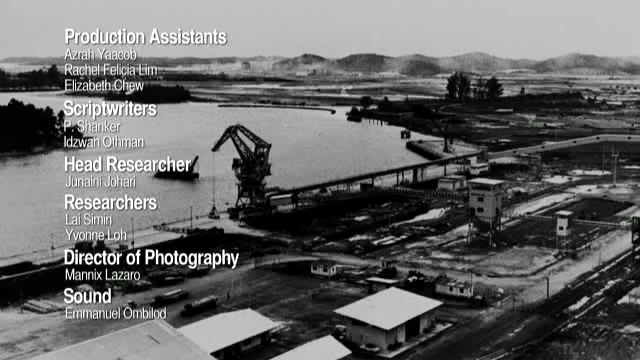 Production Assistants
Azrah Yaacob
Rachel Felicia Lim
Elizabeth Chew
Scriptwriters
P. Shanker
Idzwan Othman
Head Researcher
Junaini Johari
Researchers
Lai Simin
Yvonne Loh
Director of Photography
Mannix Lazaro
Sound
Emmanuel Ombilod